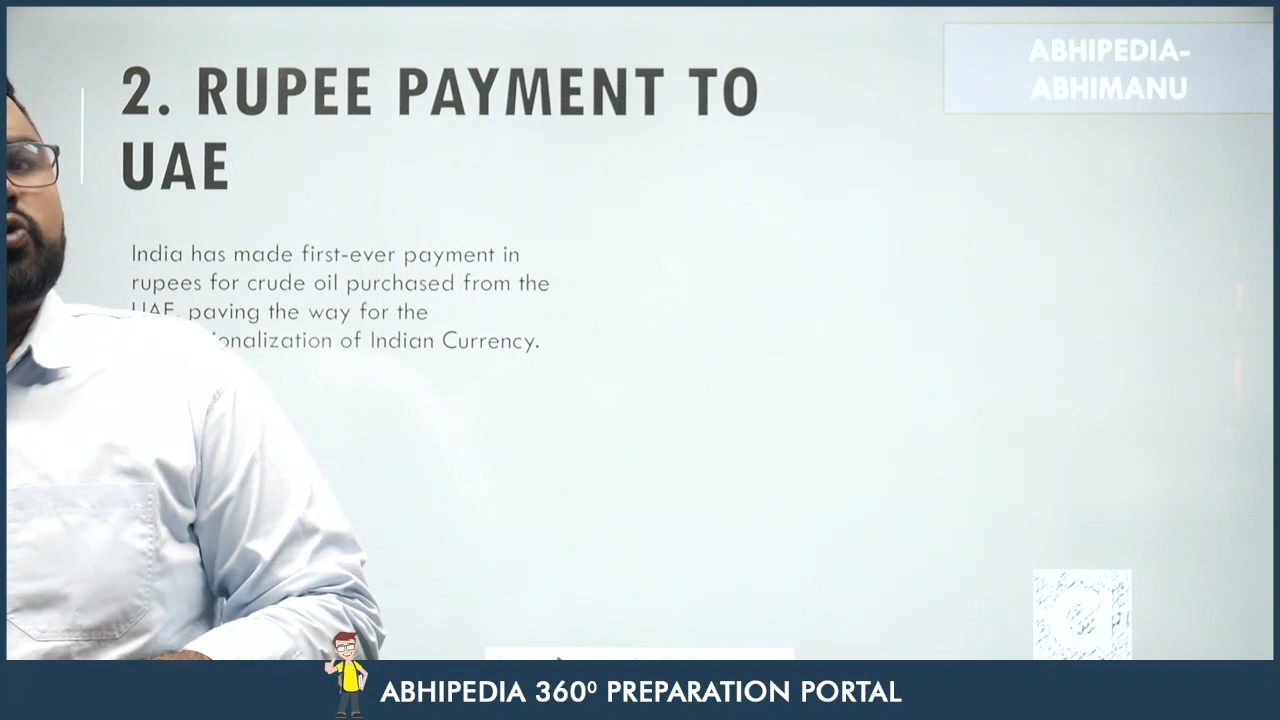 2. RUPEE PAYMENT TO
UAE
ABHIPEDIA-
ABHIMANU
India has made first-ever payment in
rupees for crude oil purchased from the
UAE, paving the way for the
of Indian Currency.
ABHIPEDIA 360⁰ PREPARATION PORTAL